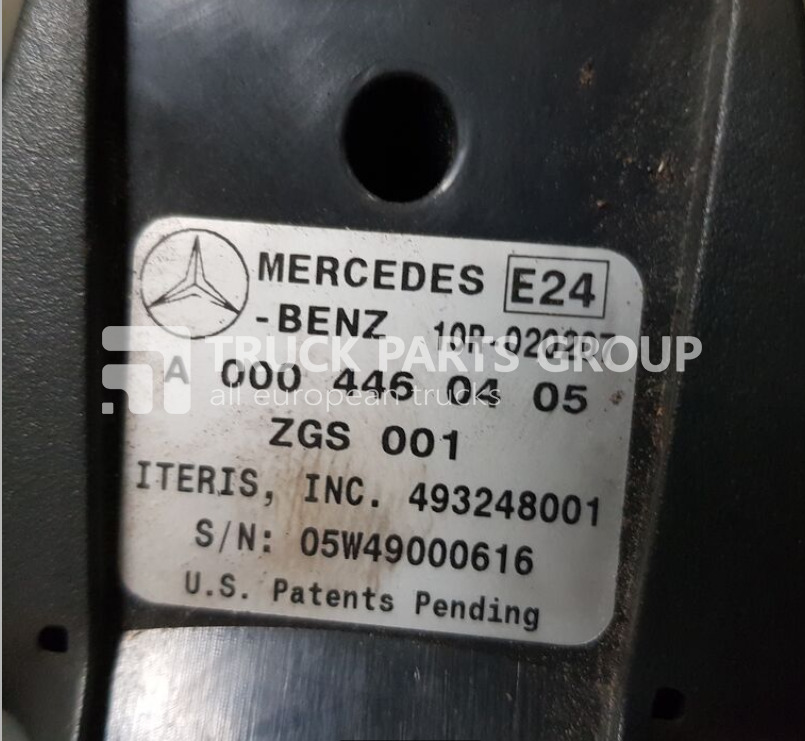 MERCEDES E24
-BENZ
TRUCK PARTS GROUP
A 000 446 04 05
all european trucks
ZGS 001
ITERIS, INC. 493248001
S/N: 05W49000616
U.S. Patents Pending